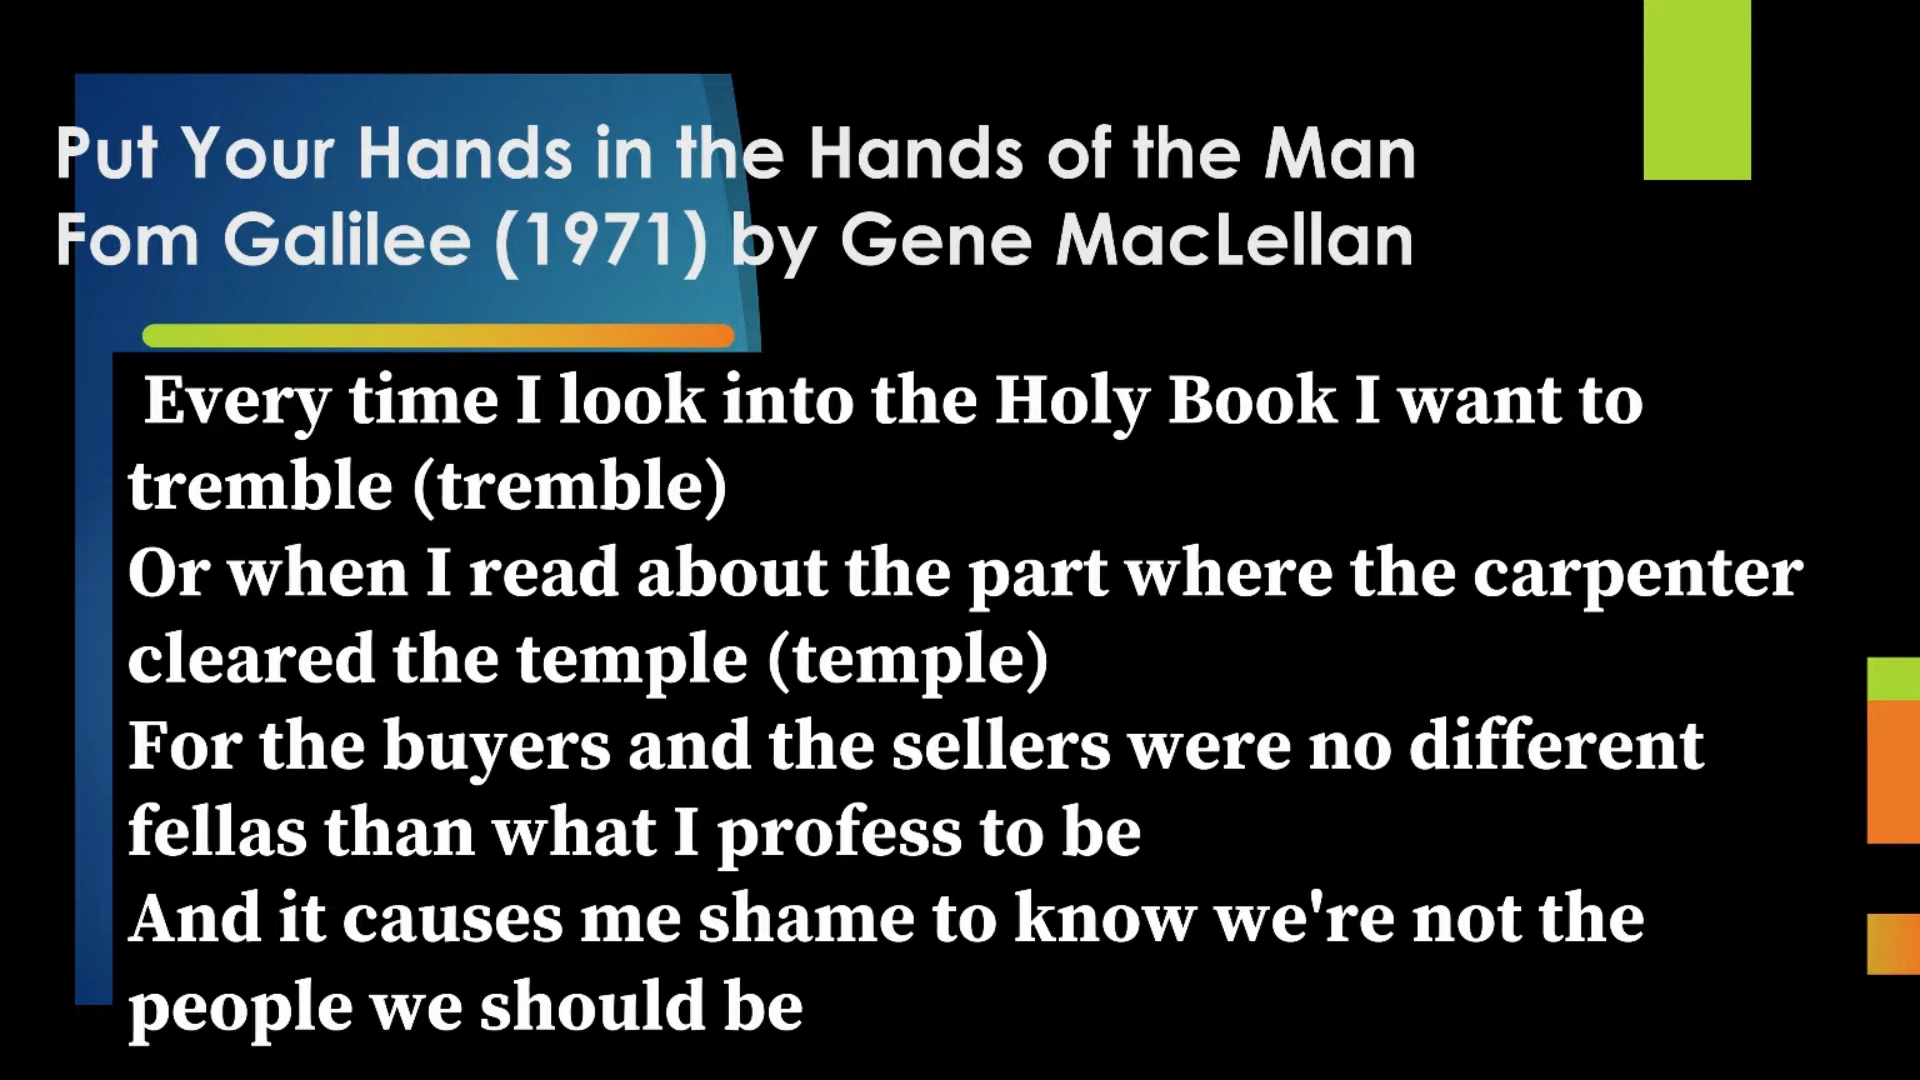 Put Your Hands in the Hands of the Man
Fom Galilee (1971) by Gene MacLellan
Every time I look into the Holy Book I want to
tremble (tremble)
Or when I read about the part where the carpenter
cleared the temple (temple)
For the buyers and the sellers were no different
fellas than what I profess to be
And it causes me shame to know we're not the
people we should be